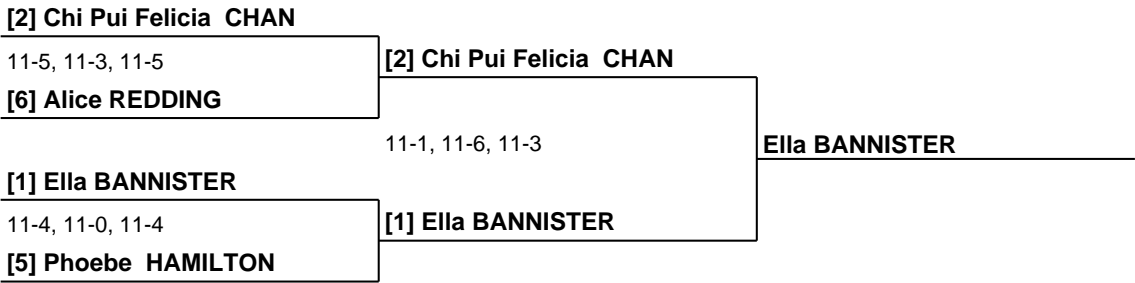 [2] Chi Pui Felicia CHAN
11-5, 11-3, 11-5
[2] Chi Pui Felicia CHAN
[6] Alice REDDING
11-1, 11-6, 11-3
Ella BANNISTER
[1] Ella BANNISTER
11-4, 11-0, 11-4
[1] Ella BANNISTER
[5] Phoebe HAMILTON